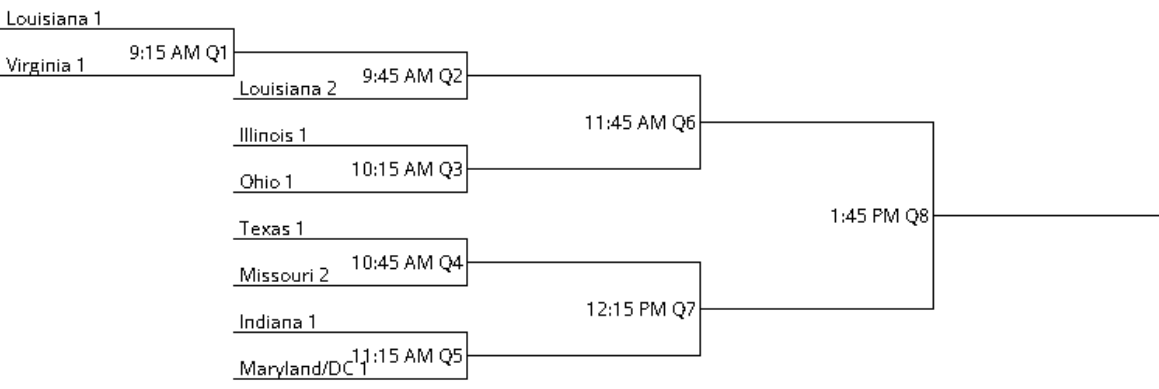 Louisiana 1
9:15 AM Q1
Virginia 1
9:45 AM Q2
Louisiana 2
11:45 AM Q6
Illinois 1
10:15 AM Q3
Ohio 1
1:45 PM Q8
Texas 1
10:45 AM Q4
Missouri 2
12:15 PM Q7
Indiana 1
11:15 AM Q5
Maryland/DC 1